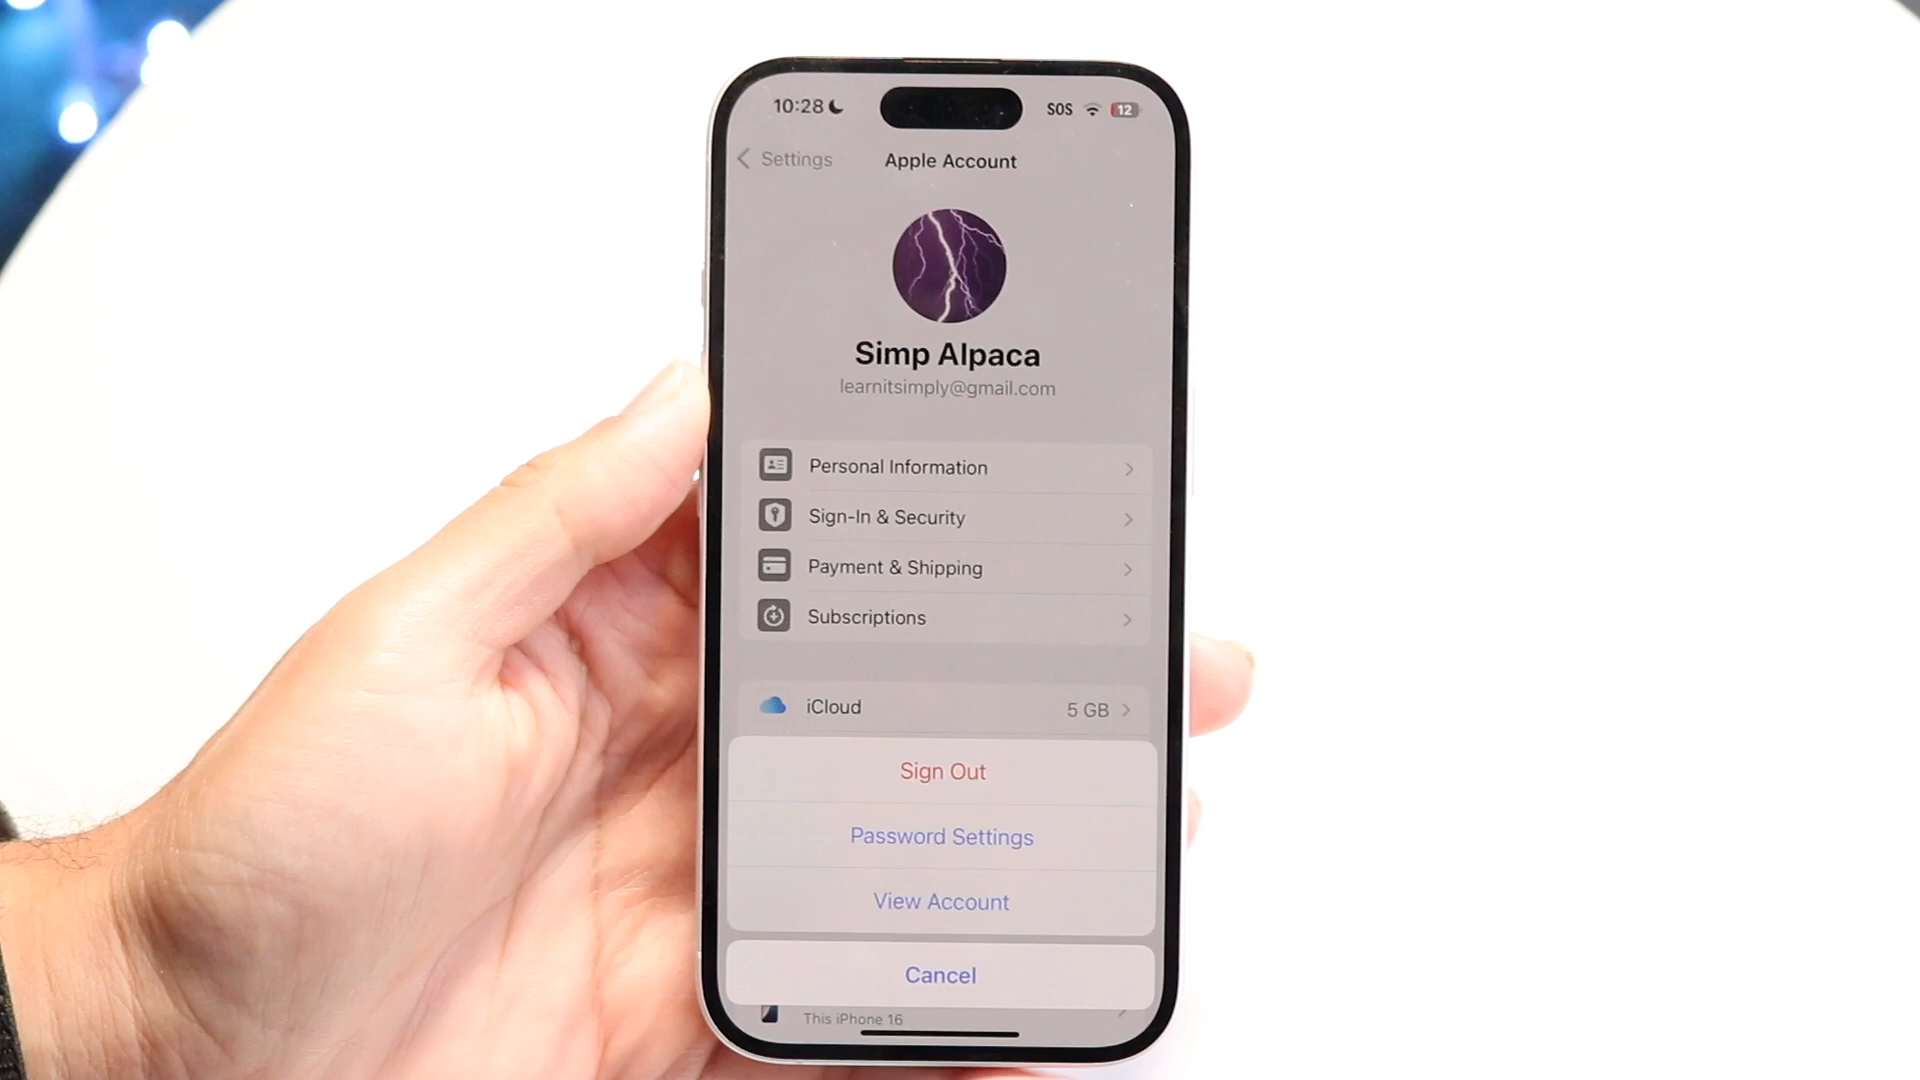 10:28
SOS
12
Settings
Apple Account
Simp Alpaca
learnitsimply@gmail.com
Personal Information
Sign-In & Security
Payment & Shipping
Subscriptions
iCloud
5 GB
Sign Out
Password Settings
View Account
Cancel
This iPhone 16